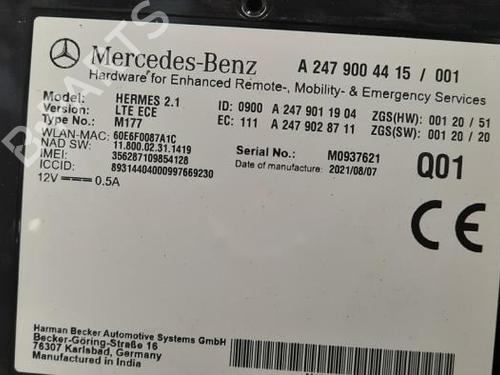 Mercedes-Benz A 247 900 44 15 / 001
Hardware for Enhanced Remote-, Mobility- & Emergency Services
Model: HERMES 2.1 ID: 0900 A 247 901 19 04 ZGS(HW): 001 20 / 51
Version: LTE ECE EC: 111 A 247 902 87 11 ZGS(SW): 001 20 / 20
Type No.: M177
WLAN-MAC: 60E6F0087A1C
NAD SW: 11.800.02.31.1419 Serial No.: M0937621 Q01
IMEI: 356287109854128 Date of manufacture: 2021/08/07
ICCID: 89314404000997669230
12V 0.5A
CE
Harman Becker Automotive Systems GmbH
Becker-Göring-Straße 16
76307 Karlsbad, Germany
Manufactured in India